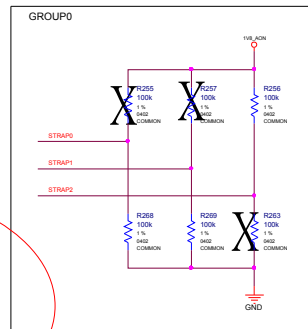 GROUP0
1V8_AON
R255
100k
1 %
0402
COMMON
R257
100k
1 %
0402
COMMON
R256
100k
1 %
0402
COMMON
STRAP0
STRAP1
STRAP2
R268
100k
1 %
0402
COMMON
R269
100k
1 %
0402
COMMON
R263
100k
1 %
0402
COMMON
GND